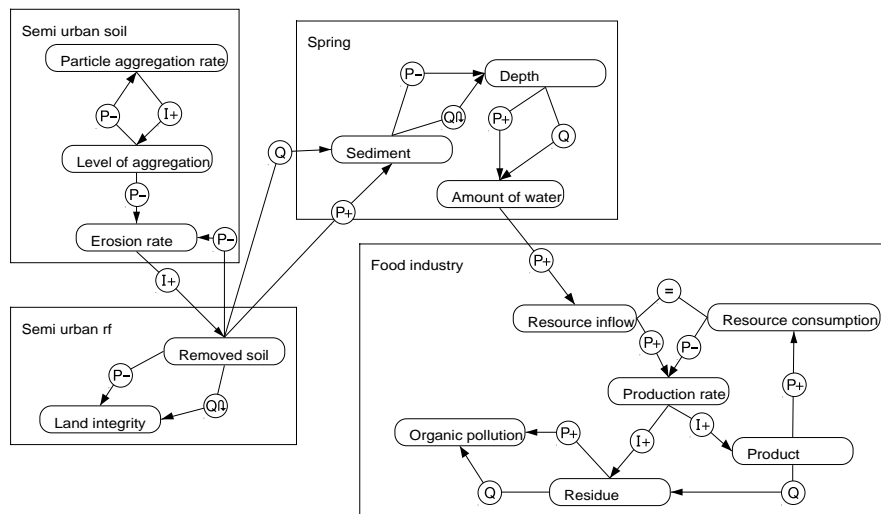 Semi urban soil
Particle aggregation rate
P−
I+
Level of aggregation
P−
Erosion rate
P−
I+
Semi urban rf
Removed soil
P−
Q
Land integrity
Q
P+
Spring
P−
Depth
Q
P+
Q
Sediment
Amount of water
P+
Food industry
=
Resource inflow
Resource consumption
P+
P−
Production rate
P+
Organic pollution
P+
I+
I+
Product
Q
Residue
Q